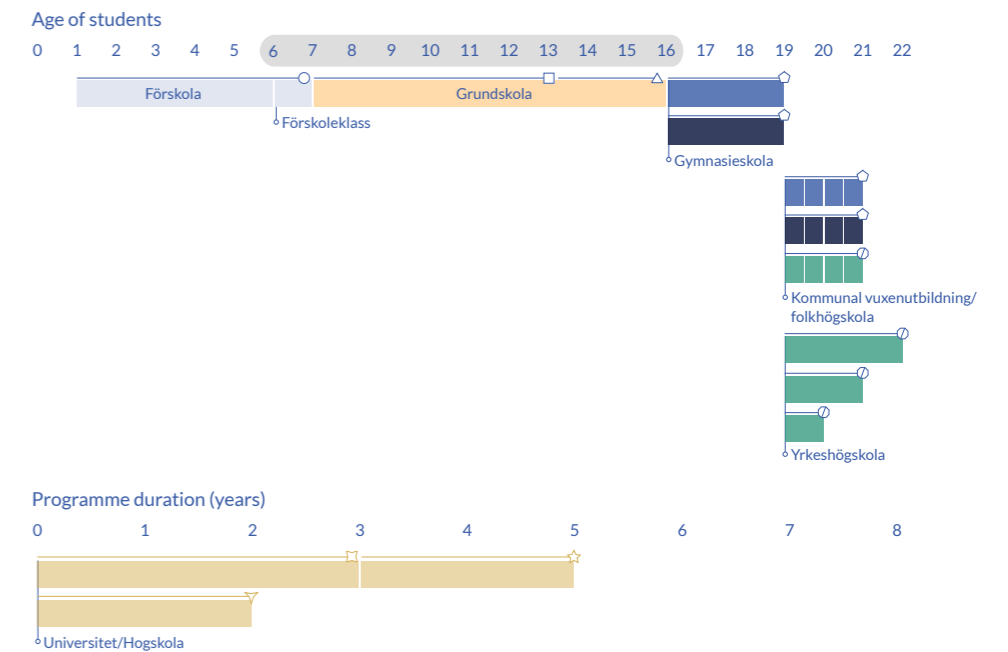 Age of students
0 1 2 3 4 5 6 7 8 9 10 11 12 13 14 15 16 17 18 19 20 21 22
Förskola
Grundskola
Förskoleklass
Gymnasieskola
Kommunal vuxenutbildning/
folkhögskola
Yrkeshögskola
Programme duration (years)
0 1 2 3 4 5 6 7 8
Universitet/Hogskola